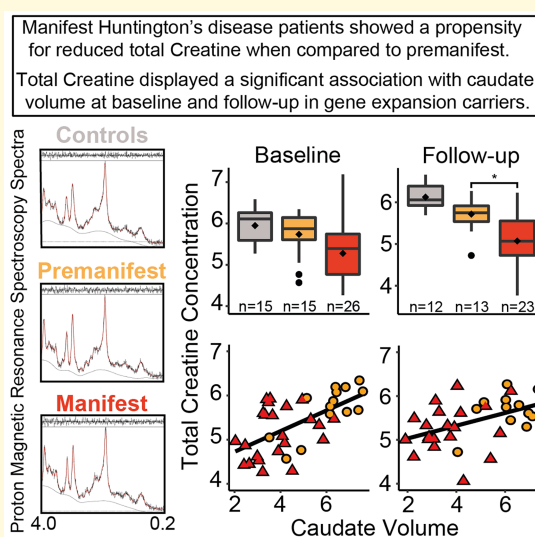 Manifest Huntington's disease patients showed a propensity
for reduced total Creatine when compared to premanifest.
Total Creatine displayed a significant association with caudate
volume at baseline and follow-up in gene expansion carriers.
Proton Magnetic Resonance Spectroscopy Spectra
Controls
Premanifest
Manifest
4.0 0.2
Total Creatine Concentration
Baseline
7
6
5
4
n=15 n=15 n=26
Follow-up
*
6
5
4
n=12 n=13 n=23
7
6
5
4
2 4 6
7
6
5
4
2 4 6
Caudate Volume